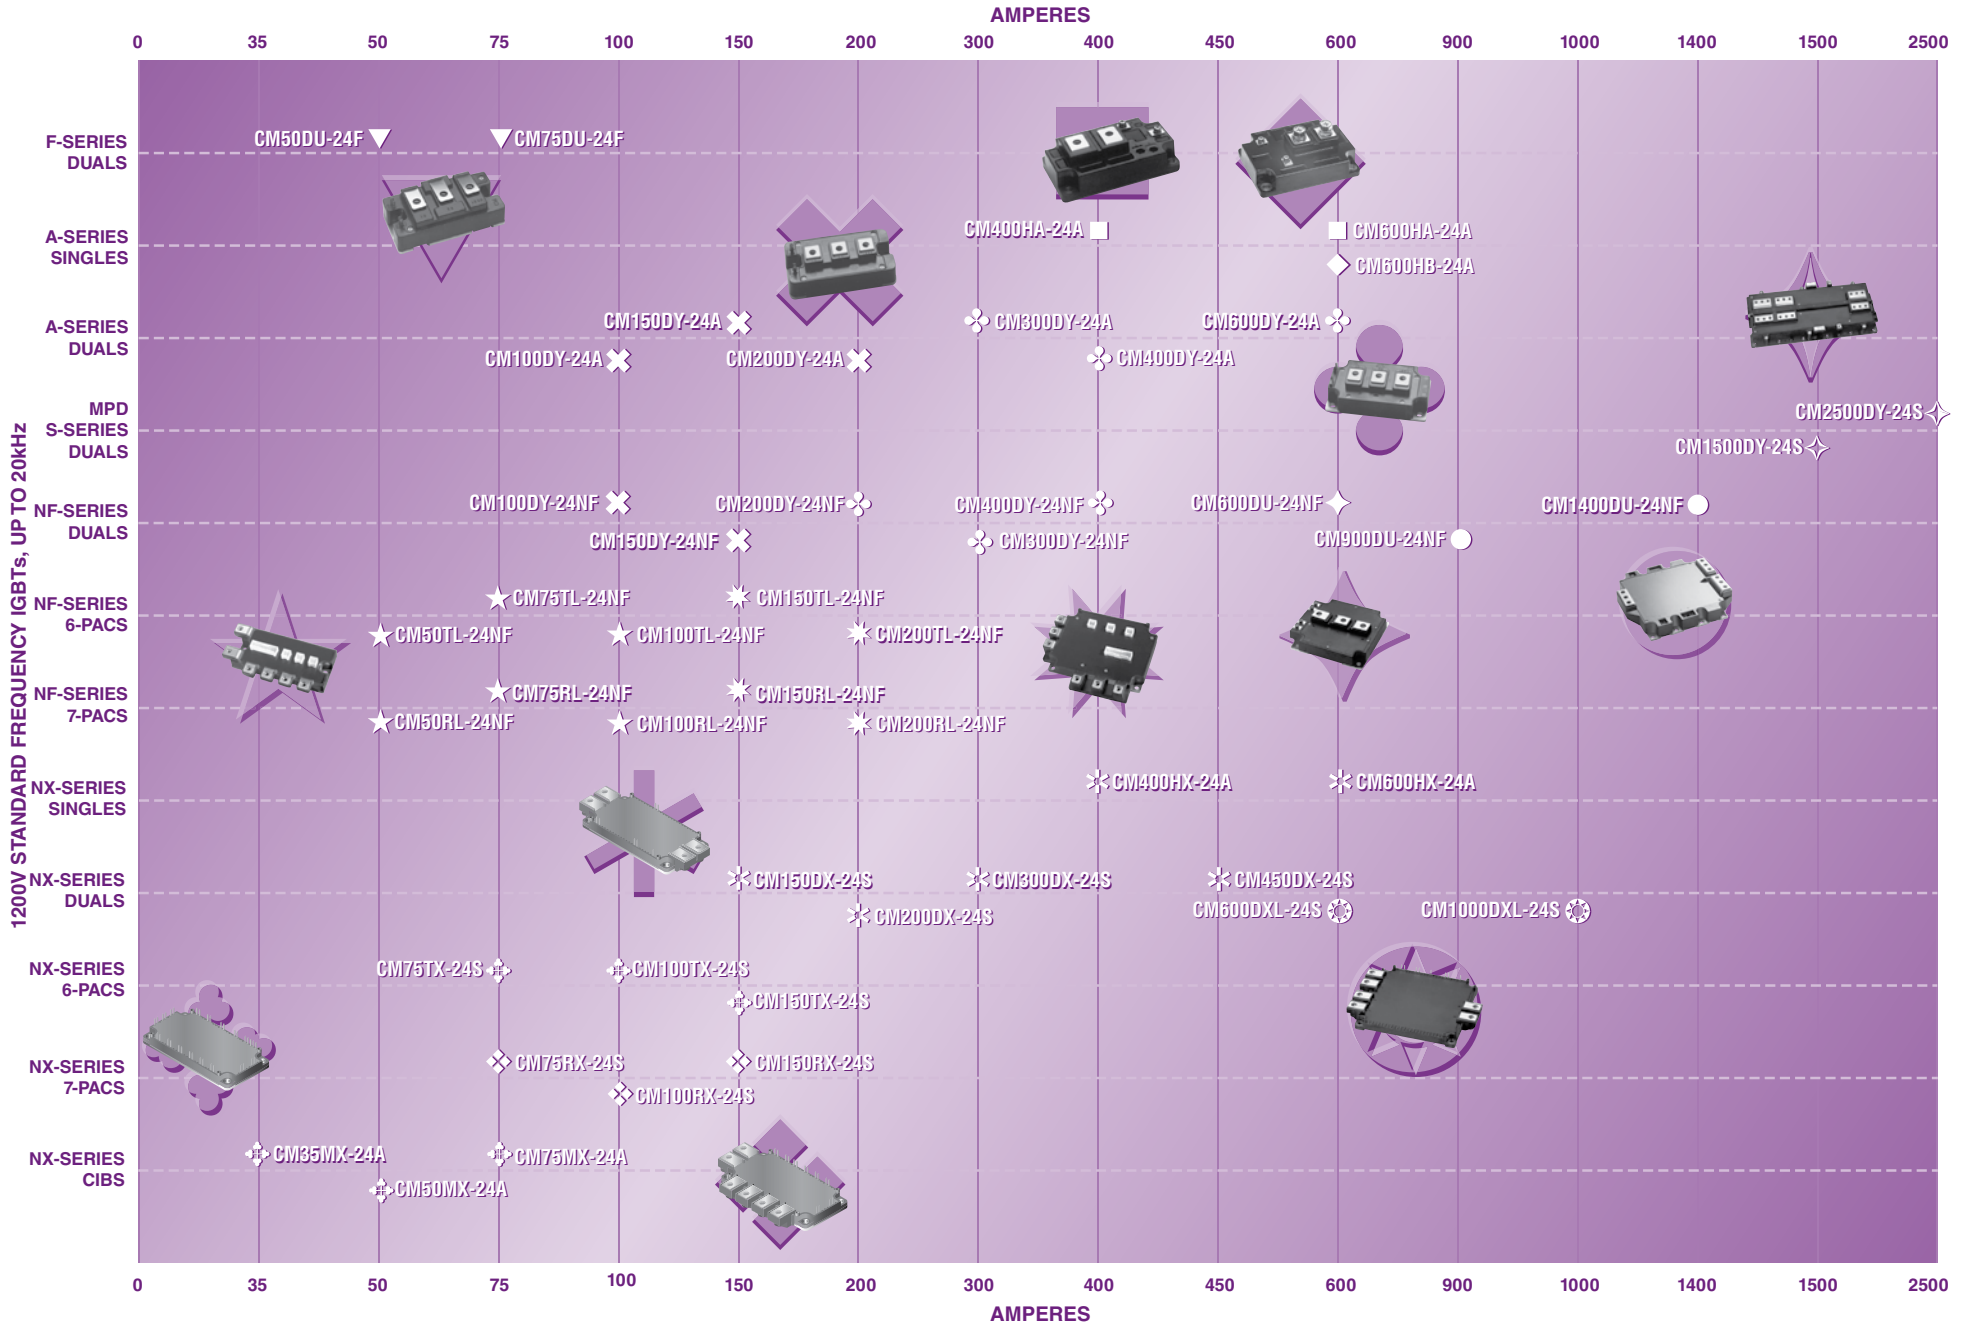 AMPERES
0 35 50 75 100 150 200 300 400 450 600 900 1000 1400 1500 2500
1200V STANDARD FREQUENCY IGBTs, UP TO 20kHz
F-SERIES
DUALS
CM50DU-24F CM75DU-24F
A-SERIES
SINGLES
CM400HA-24A CM600HA-24A
CM600HB-24A
A-SERIES
DUALS
CM150DY-24A CM300DY-24A CM600DY-24A
CM100DY-24A CM200DY-24A CM400DY-24A
MPD
S-SERIES
DUALS
CM2500DY-24S
CM1500DY-24S
NF-SERIES
DUALS
CM100DY-24NF CM200DY-24NF CM400DY-24NF CM600DU-24NF CM1400DU-24NF
CM150DY-24NF CM300DY-24NF CM900DU-24NF
NF-SERIES
6-PACS
CM75TL-24NF CM150TL-24NF
CM50TL-24NF CM100TL-24NF CM200TL-24NF
NF-SERIES
7-PACS
CM75RL-24NF CM150RL-24NF
CM50RL-24NF CM100RL-24NF CM200RL-24NF
NX-SERIES
SINGLES
CM400HX-24A CM600HX-24A
NX-SERIES
DUALS
CM150DX-24S CM300DX-24S CM450DX-24S
CM200DX-24S CM600DXL-24S CM1000DXL-24S
NX-SERIES
6-PACS
CM75TX-24S CM100TX-24S
CM150TX-24S
NX-SERIES
7-PACS
CM75RX-24S CM150RX-24S
CM100RX-24S
NX-SERIES
CIBS
CM35MX-24A CM75MX-24A
CM50MX-24A
0 35 50 75 100 150 200 300 400 450 600 900 1000 1400 1500 2500
AMPERES